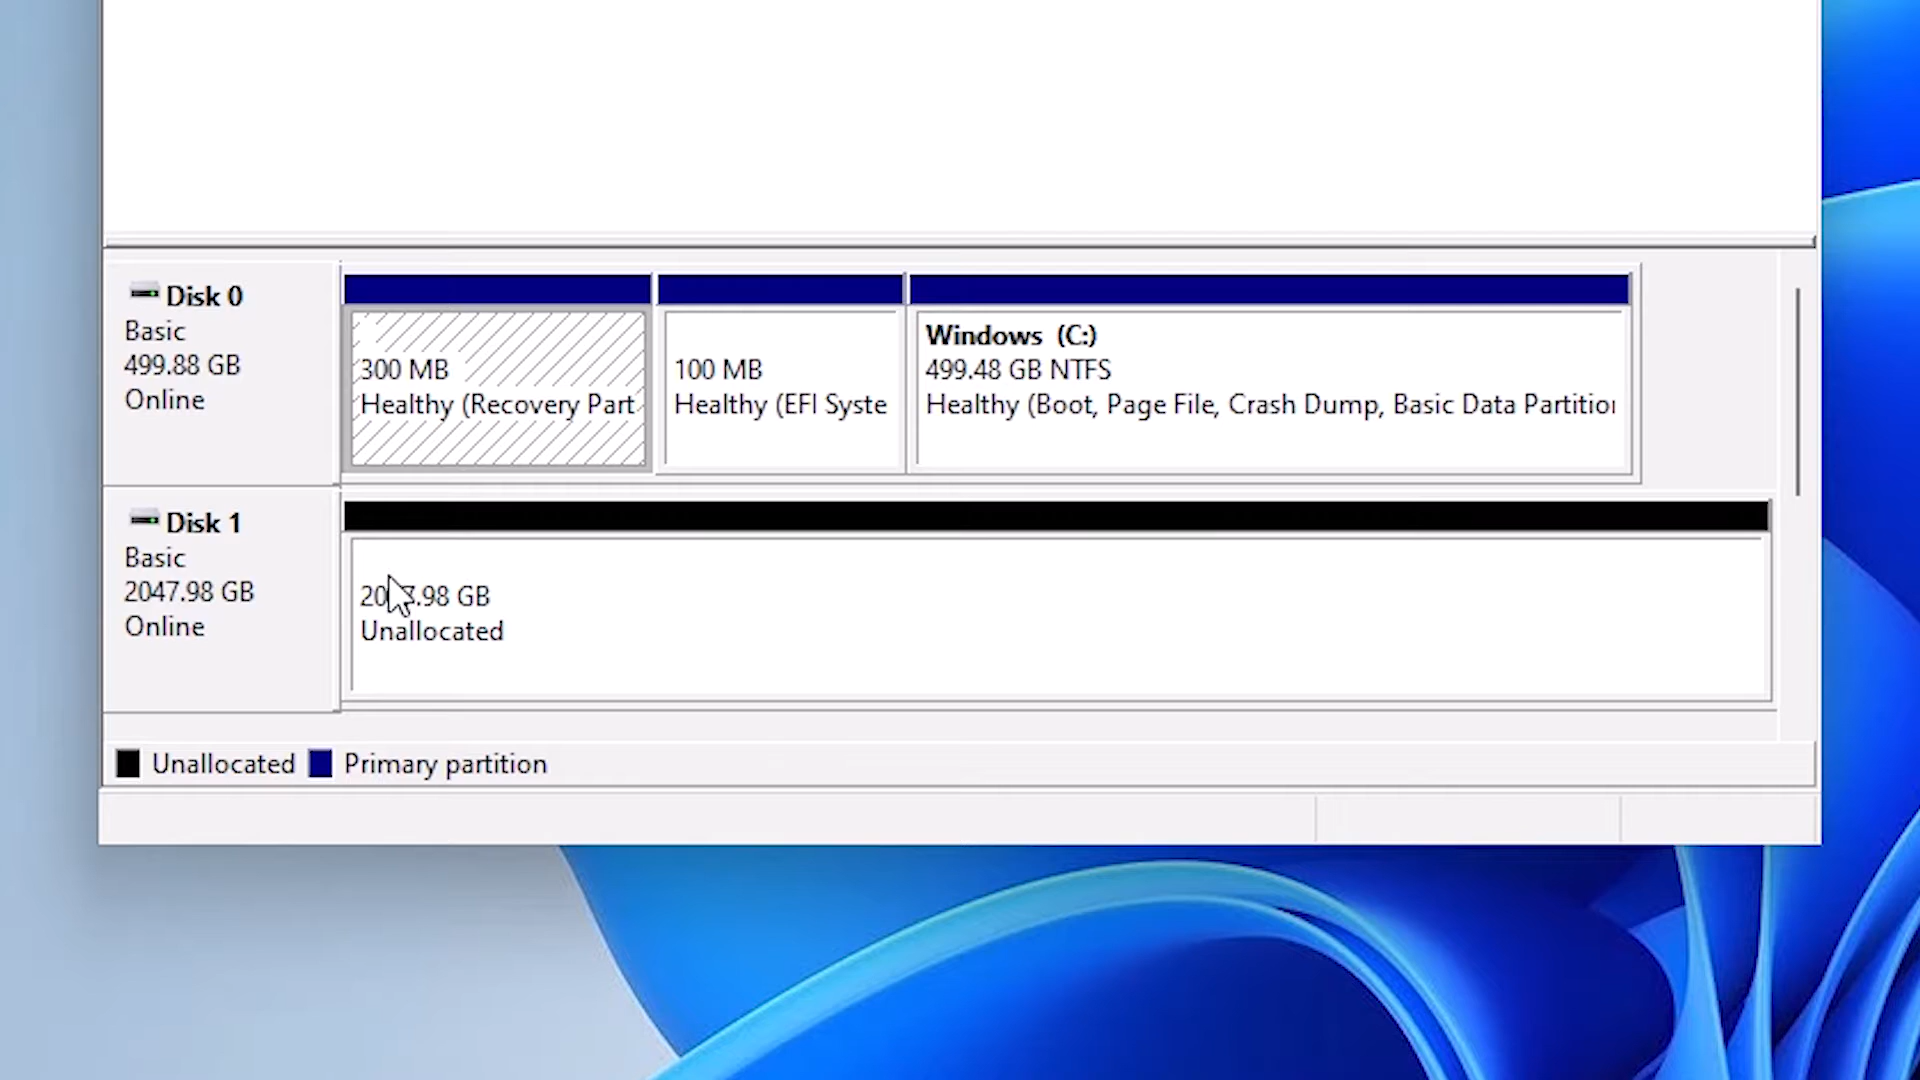 Disk 0
Basic
499.88 GB
Online
300 MB
Healthy (Recovery Part
100 MB
Healthy (EFI Syste
Windows (C:)
499.48 GB NTFS
Healthy (Boot, Page File, Crash Dump, Basic Data Partition
Disk 1
Basic
2047.98 GB
Online
2047.98 GB
Unallocated
Unallocated
Primary partition